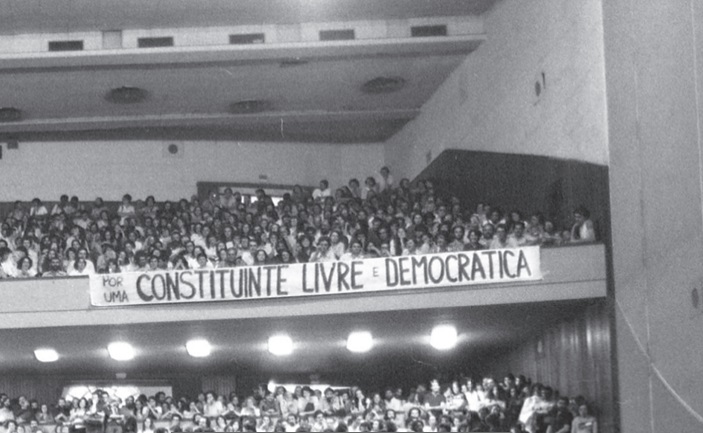 POR
UMA
CONSTITUINTE LIVRE E DEMOCRATICA